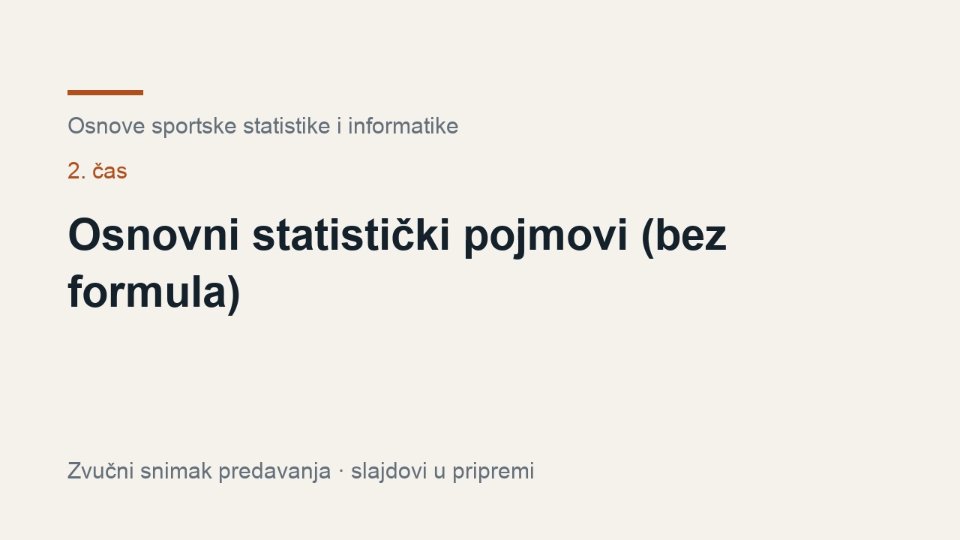 Osnove sportske statistike i informatike
2. čas
Osnovni statistički pojmovi (bez
formula)
Zvučni snimak predavanja · slajdovi u pripremi